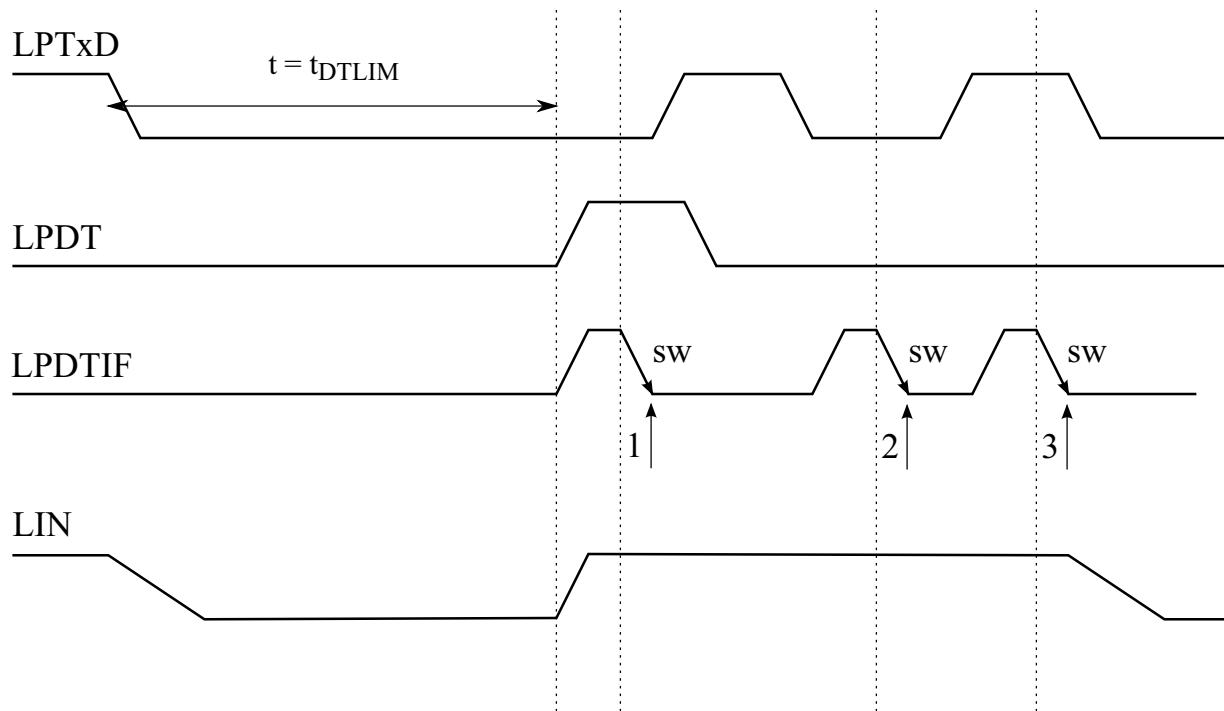 LPTxD
t = tDTLIM
LPDT
LPDTIF
sw
sw
sw
1
2
3
LIN